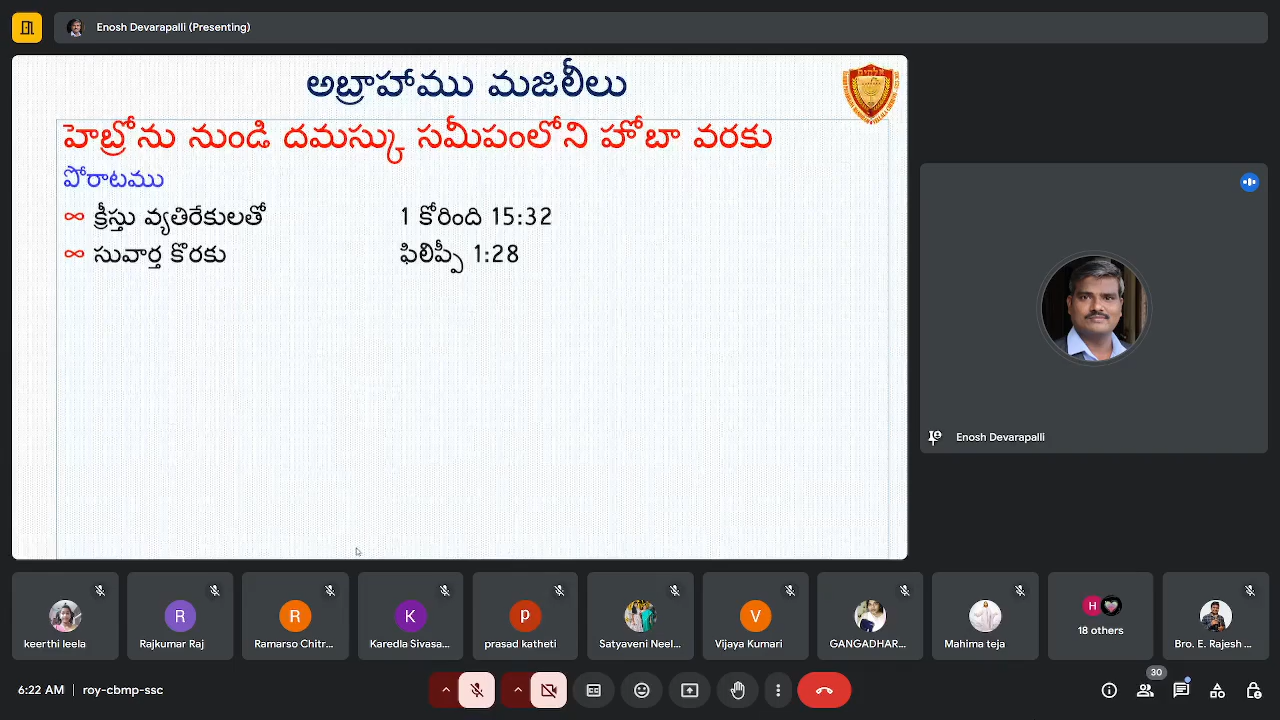 Enosh Devarapalli (Presenting)
అబ్రాహాము మజిలీలు
హెబ్రోను నుండి దమస్కు సమీపంలోని హోబా వరకు
పోరాటము
∞ క్రీస్తు వ్యతిరేకులతో 1 కోరింది 15:32
∞ సువార్త కొరకు ఫిలిప్పీ 1:28
Enosh Devarapalli
R R K p V H
keerthi leela Rajkumar Raj Ramarso Chitr... Karedla Sivasa... prasad katheti Satyaveni Neel... Vijaya Kumari GANGADHAR... Mahima teja 18 others Bro. E. Rajesh ...
6:22 AM | roy-cbmp-ssc 30